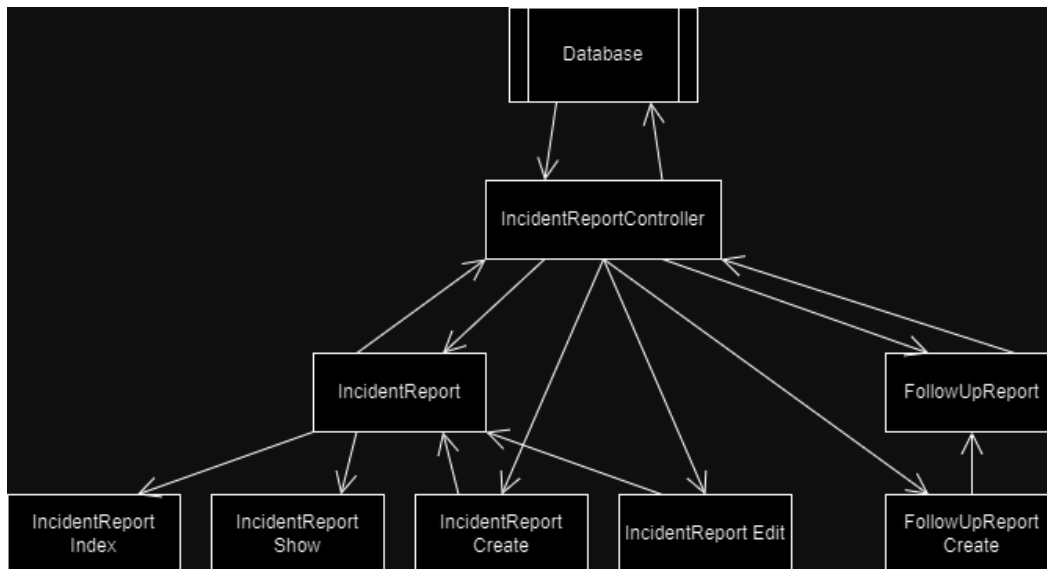 Database
IncidentReportController
IncidentReport
FollowUpReport
IncidentReport
Index
IncidentReport
Show
IncidentReport
Create
IncidentReport Edit
FollowUpReport
Create